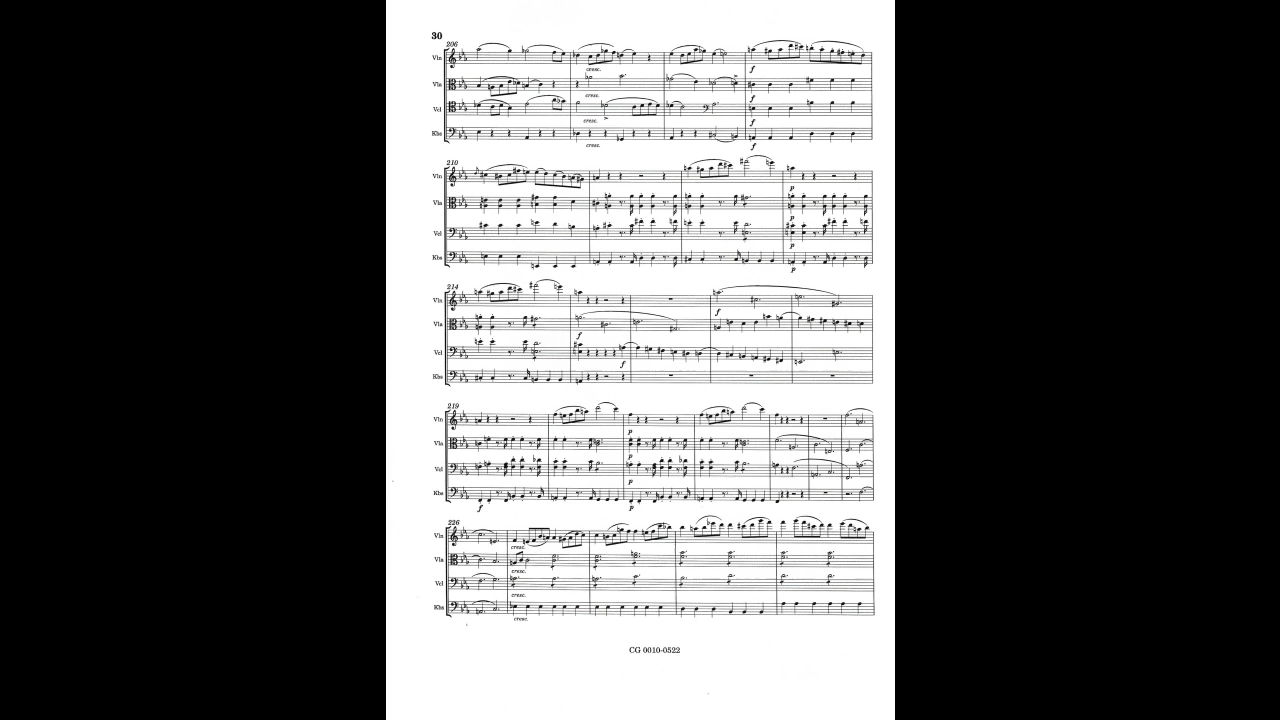 30
206
Vln
cresc.
f
Vla
cresc.
f
Vcl
cresc.
f
Kbs
cresc.
f
210
Vln
p
Vla
p
Vcl
p
Kbs
p
214
Vln
f
Vla
f
Vcl
f
Kbs
219
Vln
p
Vla
p
Vcl
Kbs
f p
226
Vln
cresc.
Vla
cresc.
Vcl
cresc.
Kbs
cresc.
CG 0010-0522